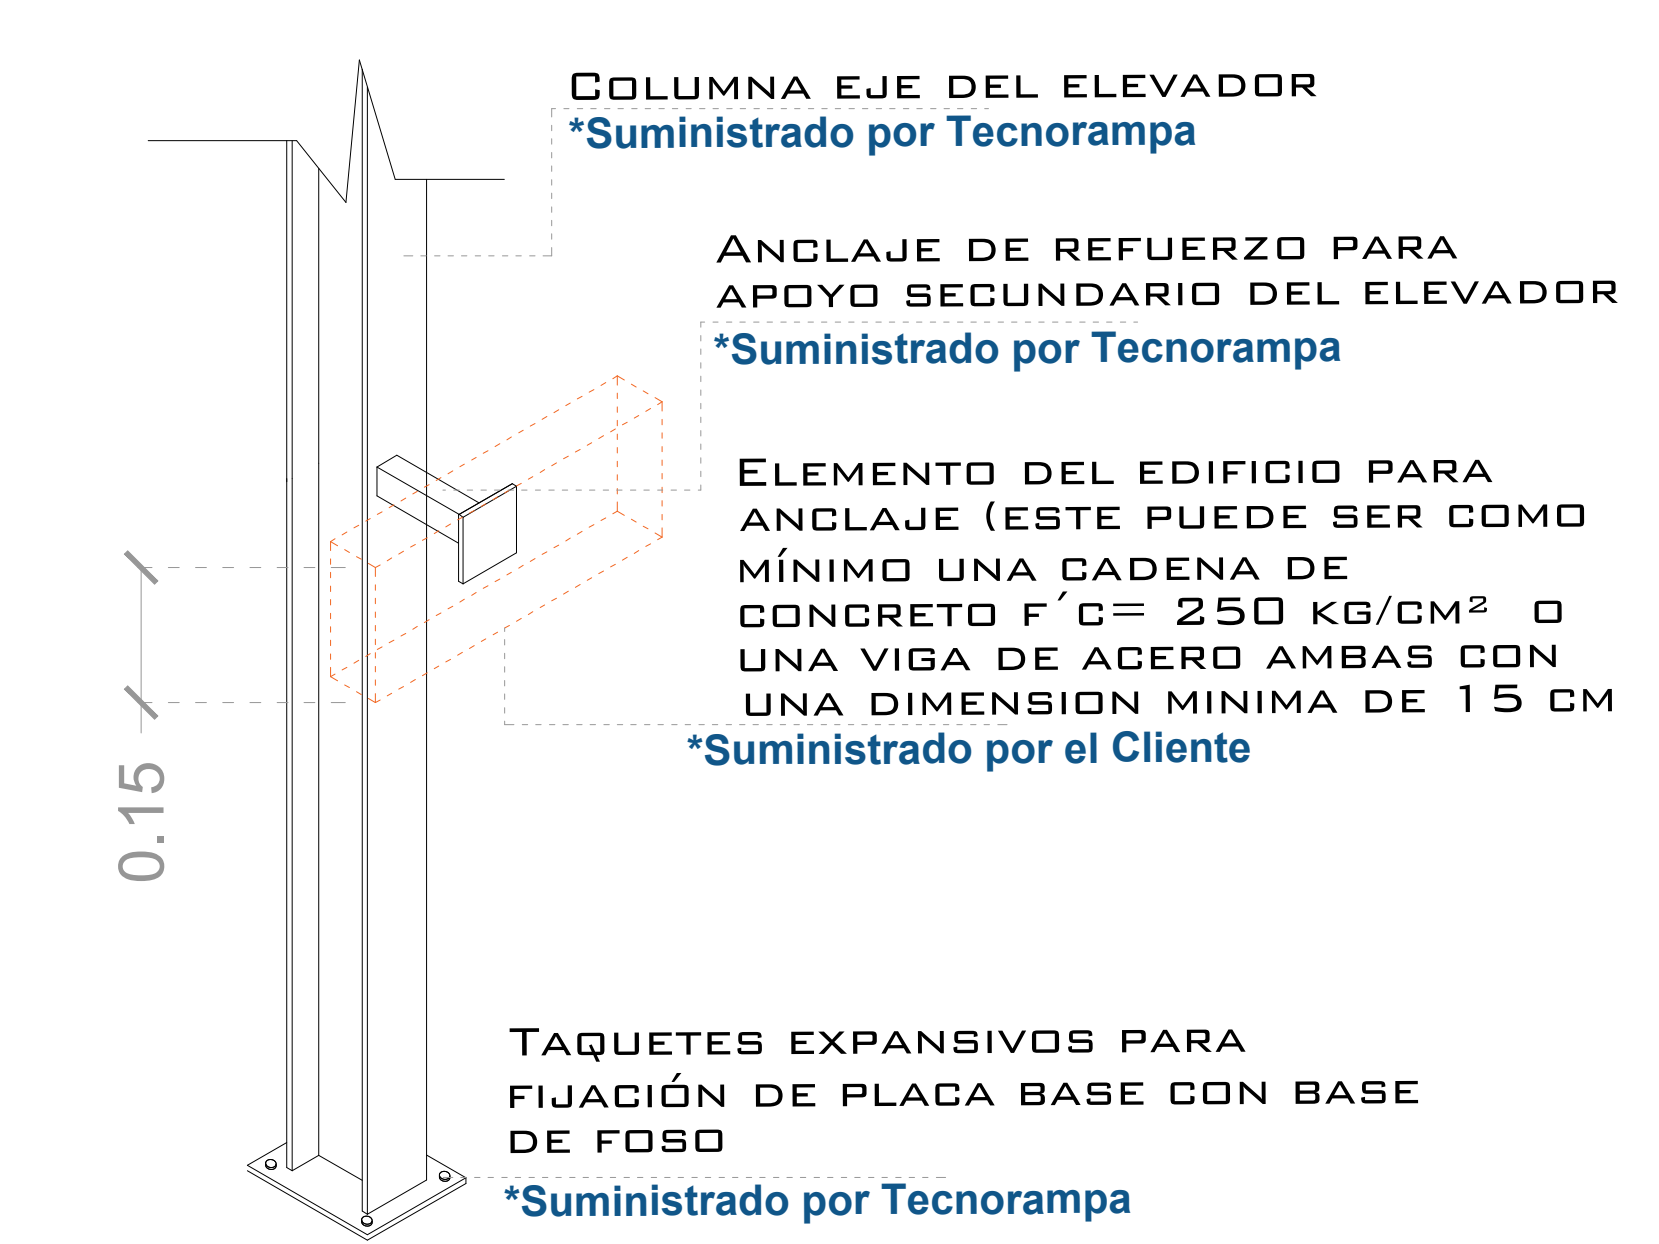 Columna eje del elevador
*Suministrado por Tecnorampa
Anclaje de refuerzo para
apoyo secundario del elevador
*Suministrado por Tecnorampa
Elemento del edificio para
anclaje (este puede ser como
mínimo una cadena de
concreto f´c= 250 kg/cm² o
una viga de acero ambas con
una dimension minima de 15 cm
*Suministrado por el Cliente
0.15
Taquetes expansivos para
fijación de placa base con base
de foso
*Suministrado por Tecnorampa